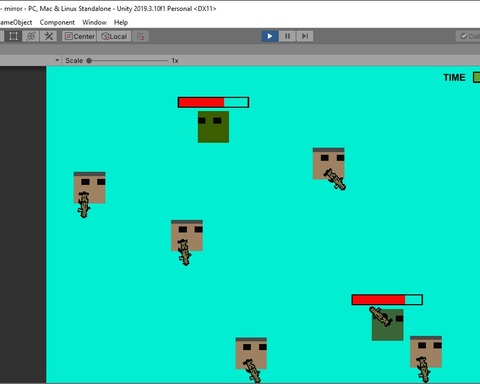 - mirror - PC, Mac & Linux Standalone - Unity 2019.3.10f1 Personal <DX11>
ameObject Component Window Help
Center Local
Scale 1x
TIME